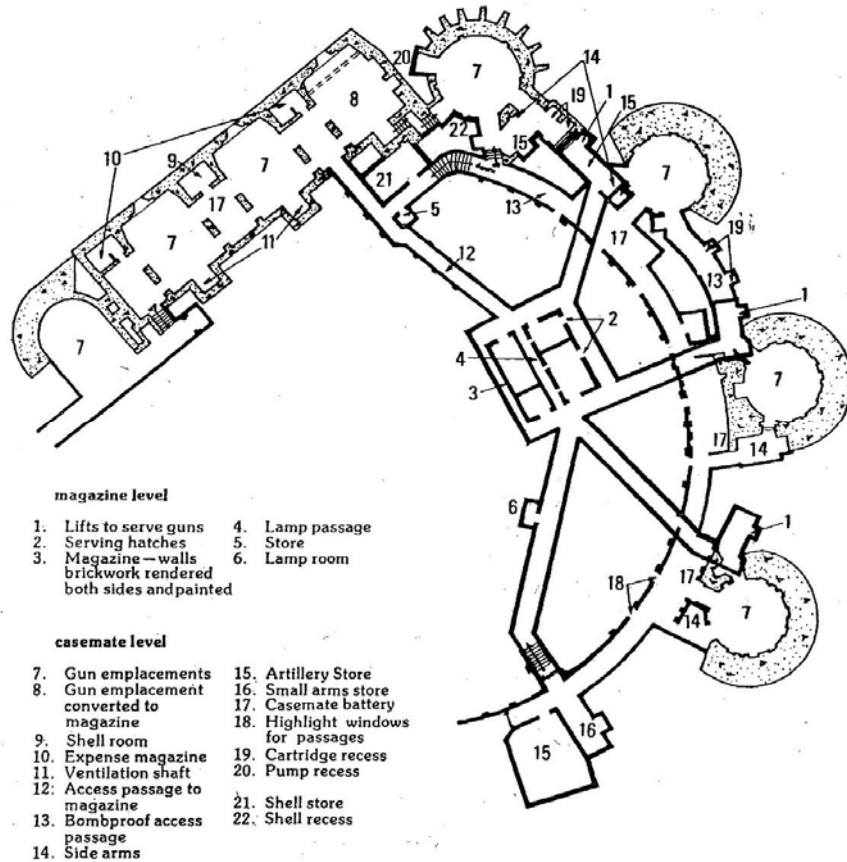 14
20
7
7
8
19
1
15
22
15
10
9
7
7
21
17
13
5
17
19
7
11
12
13
1
2
7
4
7
3
17
14
6
1
17
18
7
14
16
15
magazine level
1. Lifts to serve guns
2. Serving hatches
3. Magazine—walls
brickwork rendered
both sides and painted
4. Lamp passage
5. Store
6. Lamp room
casemate level
7. Gun emplacements
8. Gun emplacement
converted to
magazine
9. Shell room
10. Expense magazine
11. Ventilation shaft
12: Access passage to
magazine
13. Bombproof access
passage
14. Side arms
15. Artillery Store
16. Small arms store
17. Casemate battery
18. Highlight windows
for passages
19. Cartridge recess
20. Pump recess
21. Shell store
22. Shell recess